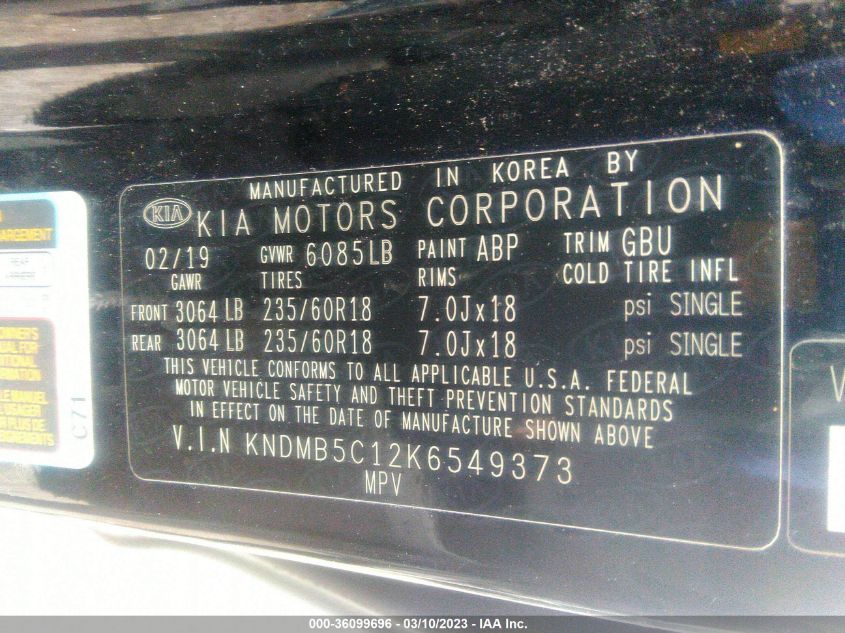 MANUFACTURED IN KOREA BY
KIA KIA MOTORS CORPORATION
02/19 GVWR 6085LB PAINT ABP TRIM GBU
GAWR TIRES RIMS COLD TIRE INFL
FRONT 3064 LB 235/60R18 7.0Jx18 psi SINGLE
REAR 3064 LB 235/60R18 7.0Jx18 psi SINGLE
THIS VEHICLE CONFORMS TO ALL APPLICABLE U.S.A. FEDERAL
MOTOR VEHICLE SAFETY AND THEFT PREVENTION STANDARDS
IN EFFECT ON THE DATE OF MANUFACTURE SHOWN ABOVE
V.I.N KNDMB5C12K6549373
MPV
C71
V
000-36099696 - 03/10/2023 - IAA Inc.